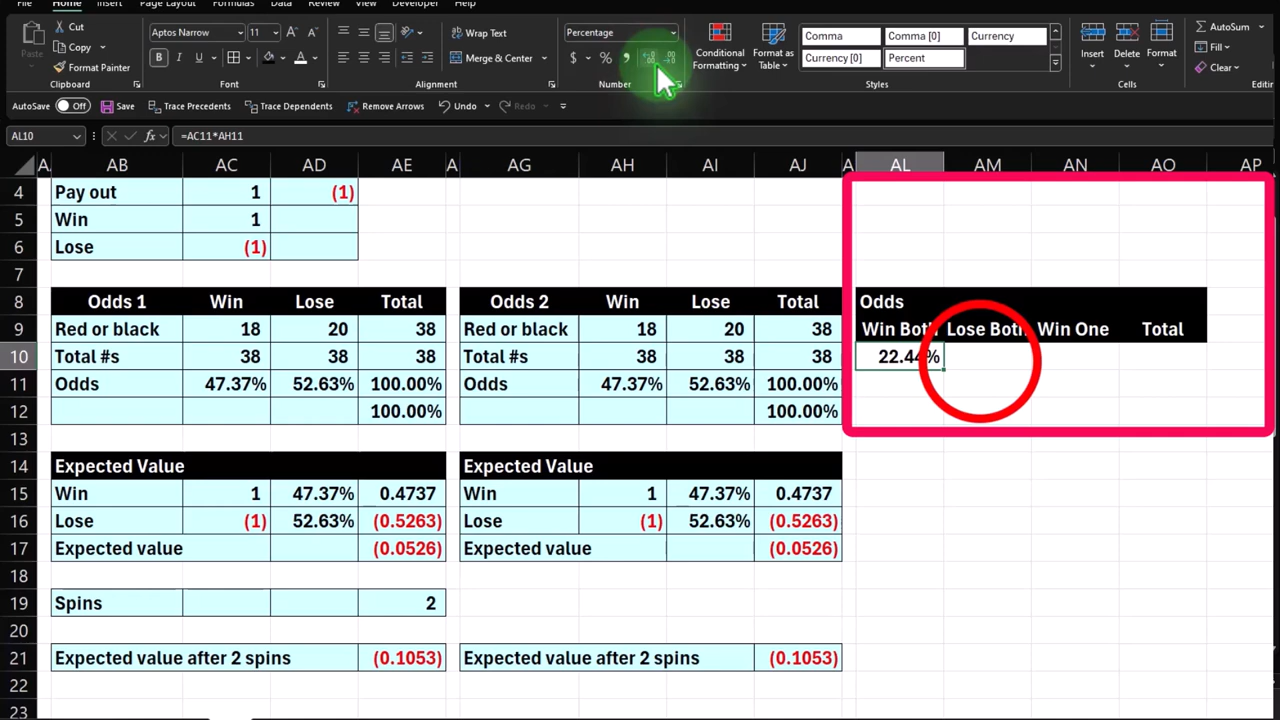 File Home Insert Page Layout Formulas Data Review View Developer Help
Paste Cut Copy Format Painter Clipboard
Aptos Narrow 11 A A B I U A Font
Wrap Text Merge & Center Alignment
Percentage $ % , Number
Conditional Formatting Format as Table
Comma Comma [0] Currency
Currency [0] Percent
Styles
Insert Delete Format Cells
AutoSum Fill Clear
AutoSave Off Save Trace Precedents Trace Dependents Remove Arrows Undo Redo
AL10 fx =AC11*AH11
A AB AC AD AE A AG AH AI AJ A AL AM AN AO AP
4 Pay out 1 (1)
5 Win 1
6 Lose (1)
7
8 Odds 1 Win Lose Total Odds 2 Win Lose Total Odds
9 Red or black 18 20 38 Red or black 18 20 38 Win Both Lose Both Win One Total
10 Total #s 38 38 38 Total #s 38 38 38 22.44%
11 Odds 47.37% 52.63% 100.00% Odds 47.37% 52.63% 100.00%
12 100.00% 100.00%
13
14 Expected Value Expected Value
15 Win 1 47.37% 0.4737 Win 1 47.37% 0.4737
16 Lose (1) 52.63% (0.5263) Lose (1) 52.63% (0.5263)
17 Expected value (0.0526) Expected value (0.0526)
18
19 Spins 2
20
21 Expected value after 2 spins (0.1053) Expected value after 2 spins (0.1053)
22
23